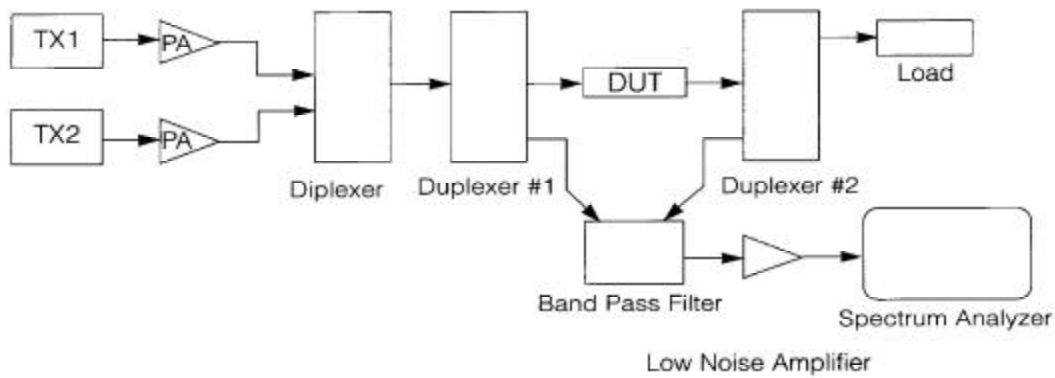 TX1
PA
TX2
PA
Diplexer
Duplexer #1
DUT
Duplexer #2
Load
Band Pass Filter
Spectrum Analyzer
Low Noise Amplifier